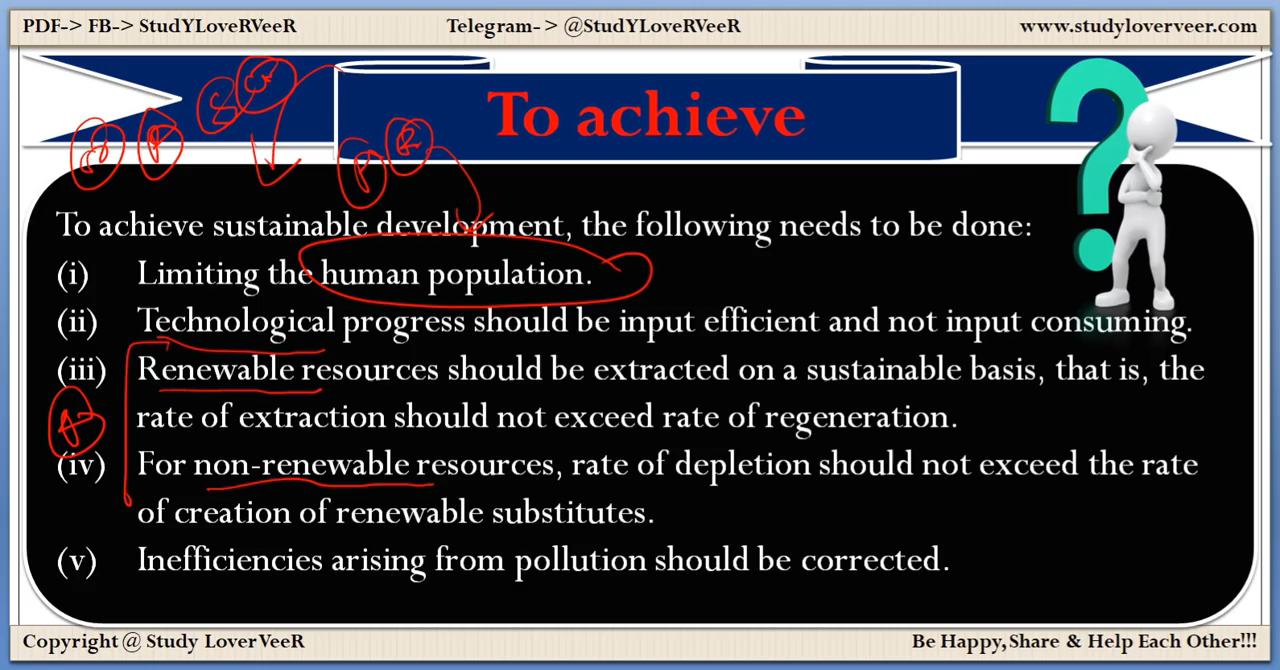 PDF-> FB-> StudYLoveRVeeR Telegram- > @StudYLoveRVeeR www.studyloverveer.com
To achieve
To achieve sustainable development, the following needs to be done:
(i) Limiting the human population.
(ii) Technological progress should be input efficient and not input consuming.
(iii) Renewable resources should be extracted on a sustainable basis, that is, the
rate of extraction should not exceed rate of regeneration.
(iv) For non-renewable resources, rate of depletion should not exceed the rate
of creation of renewable substitutes.
(v) Inefficiencies arising from pollution should be corrected.
Copyright @ Study LoverVeeR Be Happy,Share & Help Each Other!!!